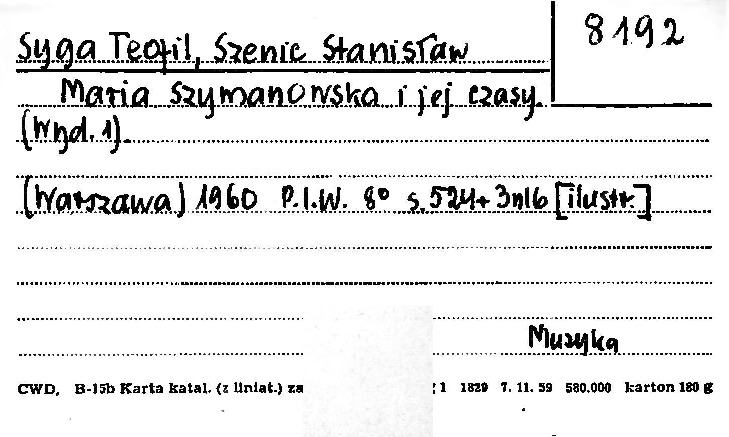 8192
Syga Teofil, Szenic Stanisław
Maria Szymanowska i jej czasy.
(Wyd. 1).
(Warszawa) 1960 P.I.W. 8° s. 524+3nlb [ilustr.]
Muzyka
CWD, B-15b Karta katal. (z liniat.) za 1 1829 7. 11. 59 580.000 karton 180 g